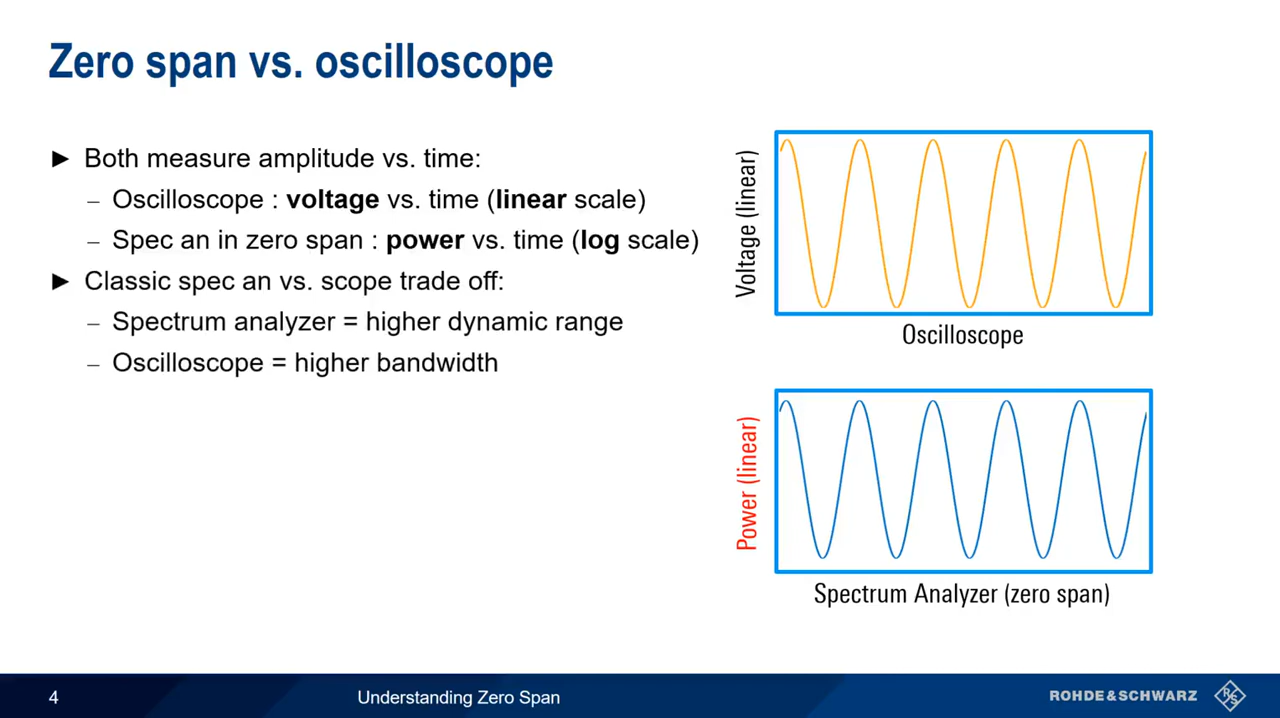 Zero span vs. oscilloscope
► Both measure amplitude vs. time:
– Oscilloscope : voltage vs. time (linear scale)
– Spec an in zero span : power vs. time (log scale)
► Classic spec an vs. scope trade off:
– Spectrum analyzer = higher dynamic range
– Oscilloscope = higher bandwidth
Voltage (linear)
Oscilloscope
Power (linear)
Spectrum Analyzer (zero span)
4
Understanding Zero Span
ROHDE & SCHWARZ
R&S